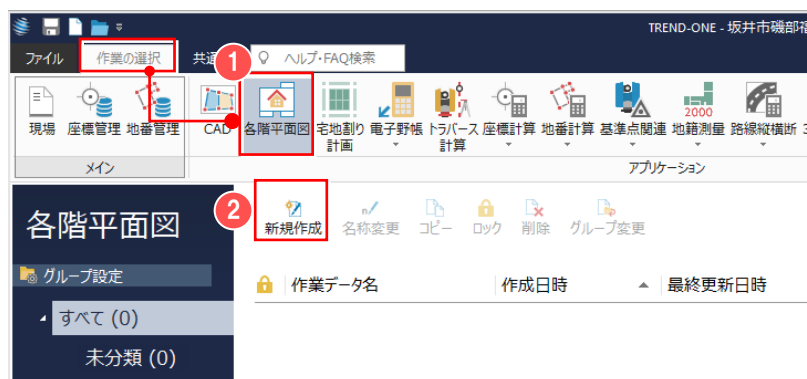 TREND-ONE - 坂井市磯部福
ファイル 作業の選択 共通 ヘルプ・FAQ検索
1
現場 座標管理 地番管理 CAD 各階平面図 宅地割り計画 電子野帳 トラバース計算 座標計算 地番計算 基準点関連 2000 地籍測量 路線縦横断
メイン アプリケーション
2
各階平面図 新規作成 名称変更 コピー ロック 削除 グループ変更
グループ設定
作業データ名 作成日時 最終更新日時
すべて (0)
未分類 (0)